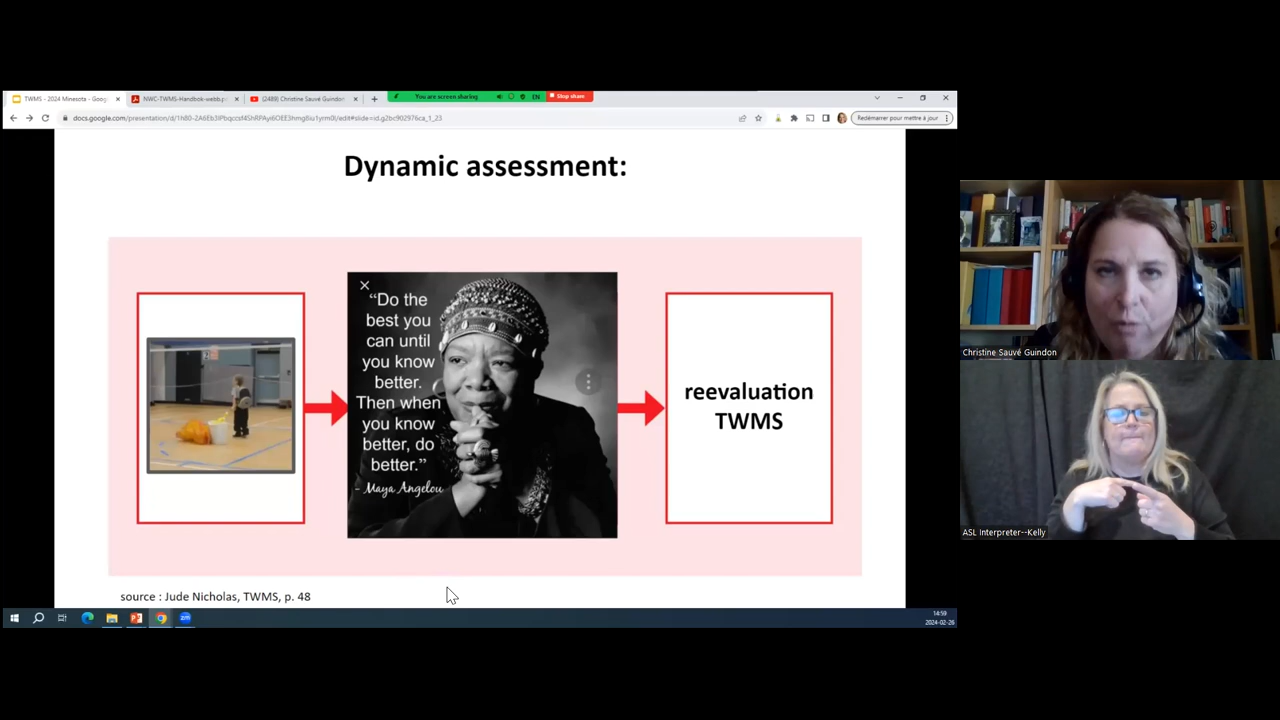 TWMS - 2024 Minesota - Goog
NWC-TWMS-Handbok-webb.p
(2489) Christine Sauvé Guindon
You are screen sharing
EN
Stop share
Redémarrer pour mettre à jour
Dynamic assessment:
“Do the
best you
can until
you know
better.
Then when
you know
better, do
better.”
- Maya Angelou
reevaluation
TWMS
source : Jude Nicholas, TWMS, p. 48
14:59
2024-02-26
Christine Sauvé Guindon
ASL Interpreter--Kelly